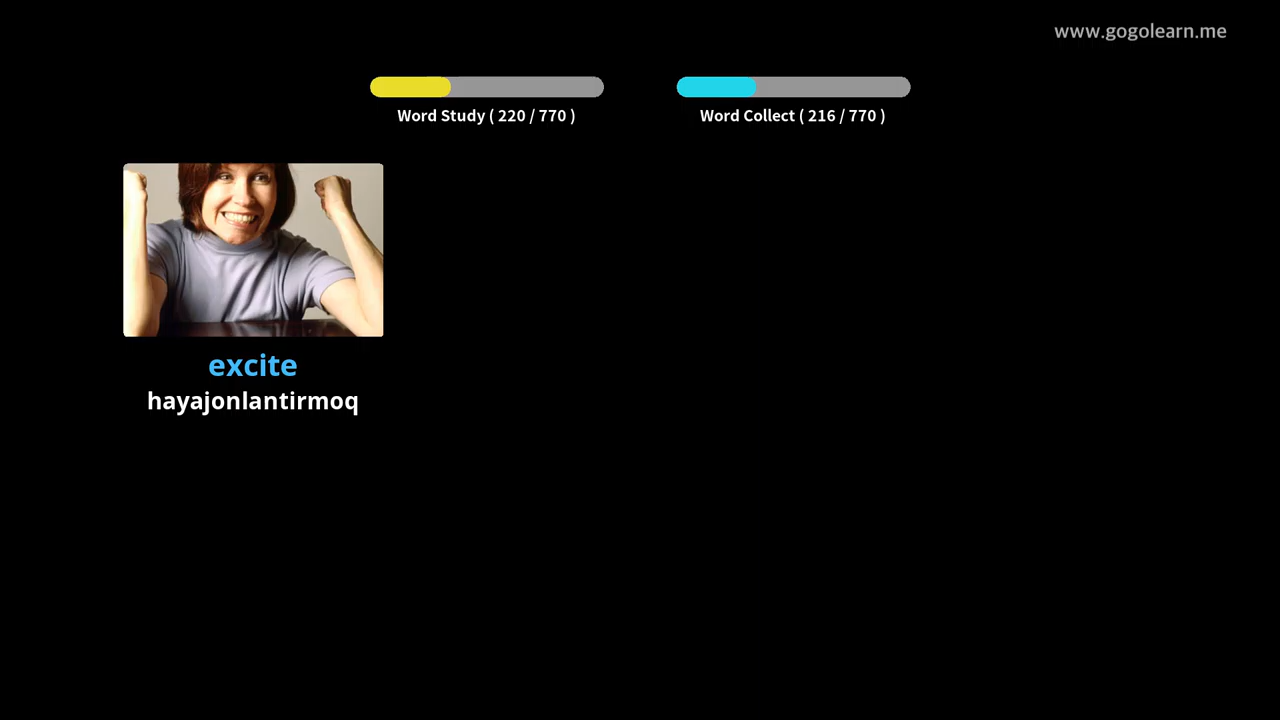 www.gogolearn.me
Word Study ( 220 / 770 )
Word Collect ( 216 / 770 )
excite
hayajonlantirmoq